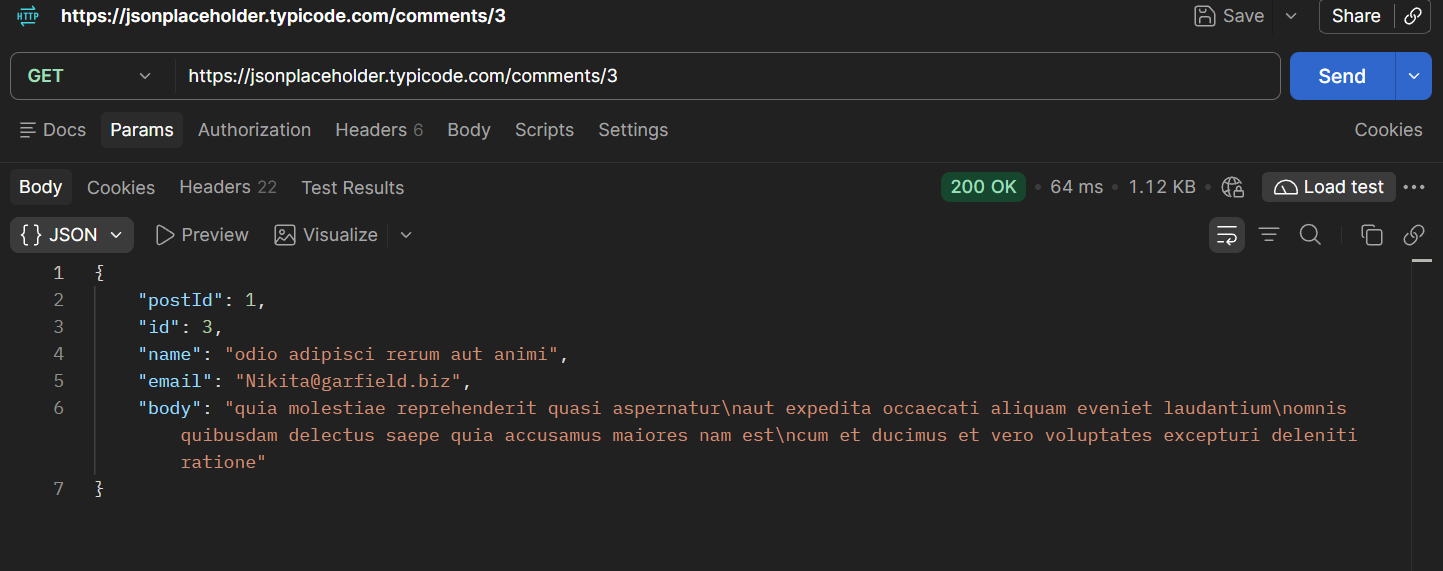 HTTP https://jsonplaceholder.typicode.com/comments/3 Save Share
GET https://jsonplaceholder.typicode.com/comments/3 Send
Docs Params Authorization Headers 6 Body Scripts Settings Cookies
Body Cookies Headers 22 Test Results 200 OK • 64 ms • 1.12 KB • Load test
{} JSON Preview Visualize
1 {
2 "postId": 1,
3 "id": 3,
4 "name": "odio adipisci rerum aut animi",
5 "email": "Nikita@garfield.biz",
6 "body": "quia molestiae reprehenderit quasi aspernatur\naut expedita occaecati aliquam eveniet laudantium\nomnis
quibusdam delectus saepe quia accusamus maiores nam est\ncum et ducimus et vero voluptates excepturi deleniti
ratione"
7 }